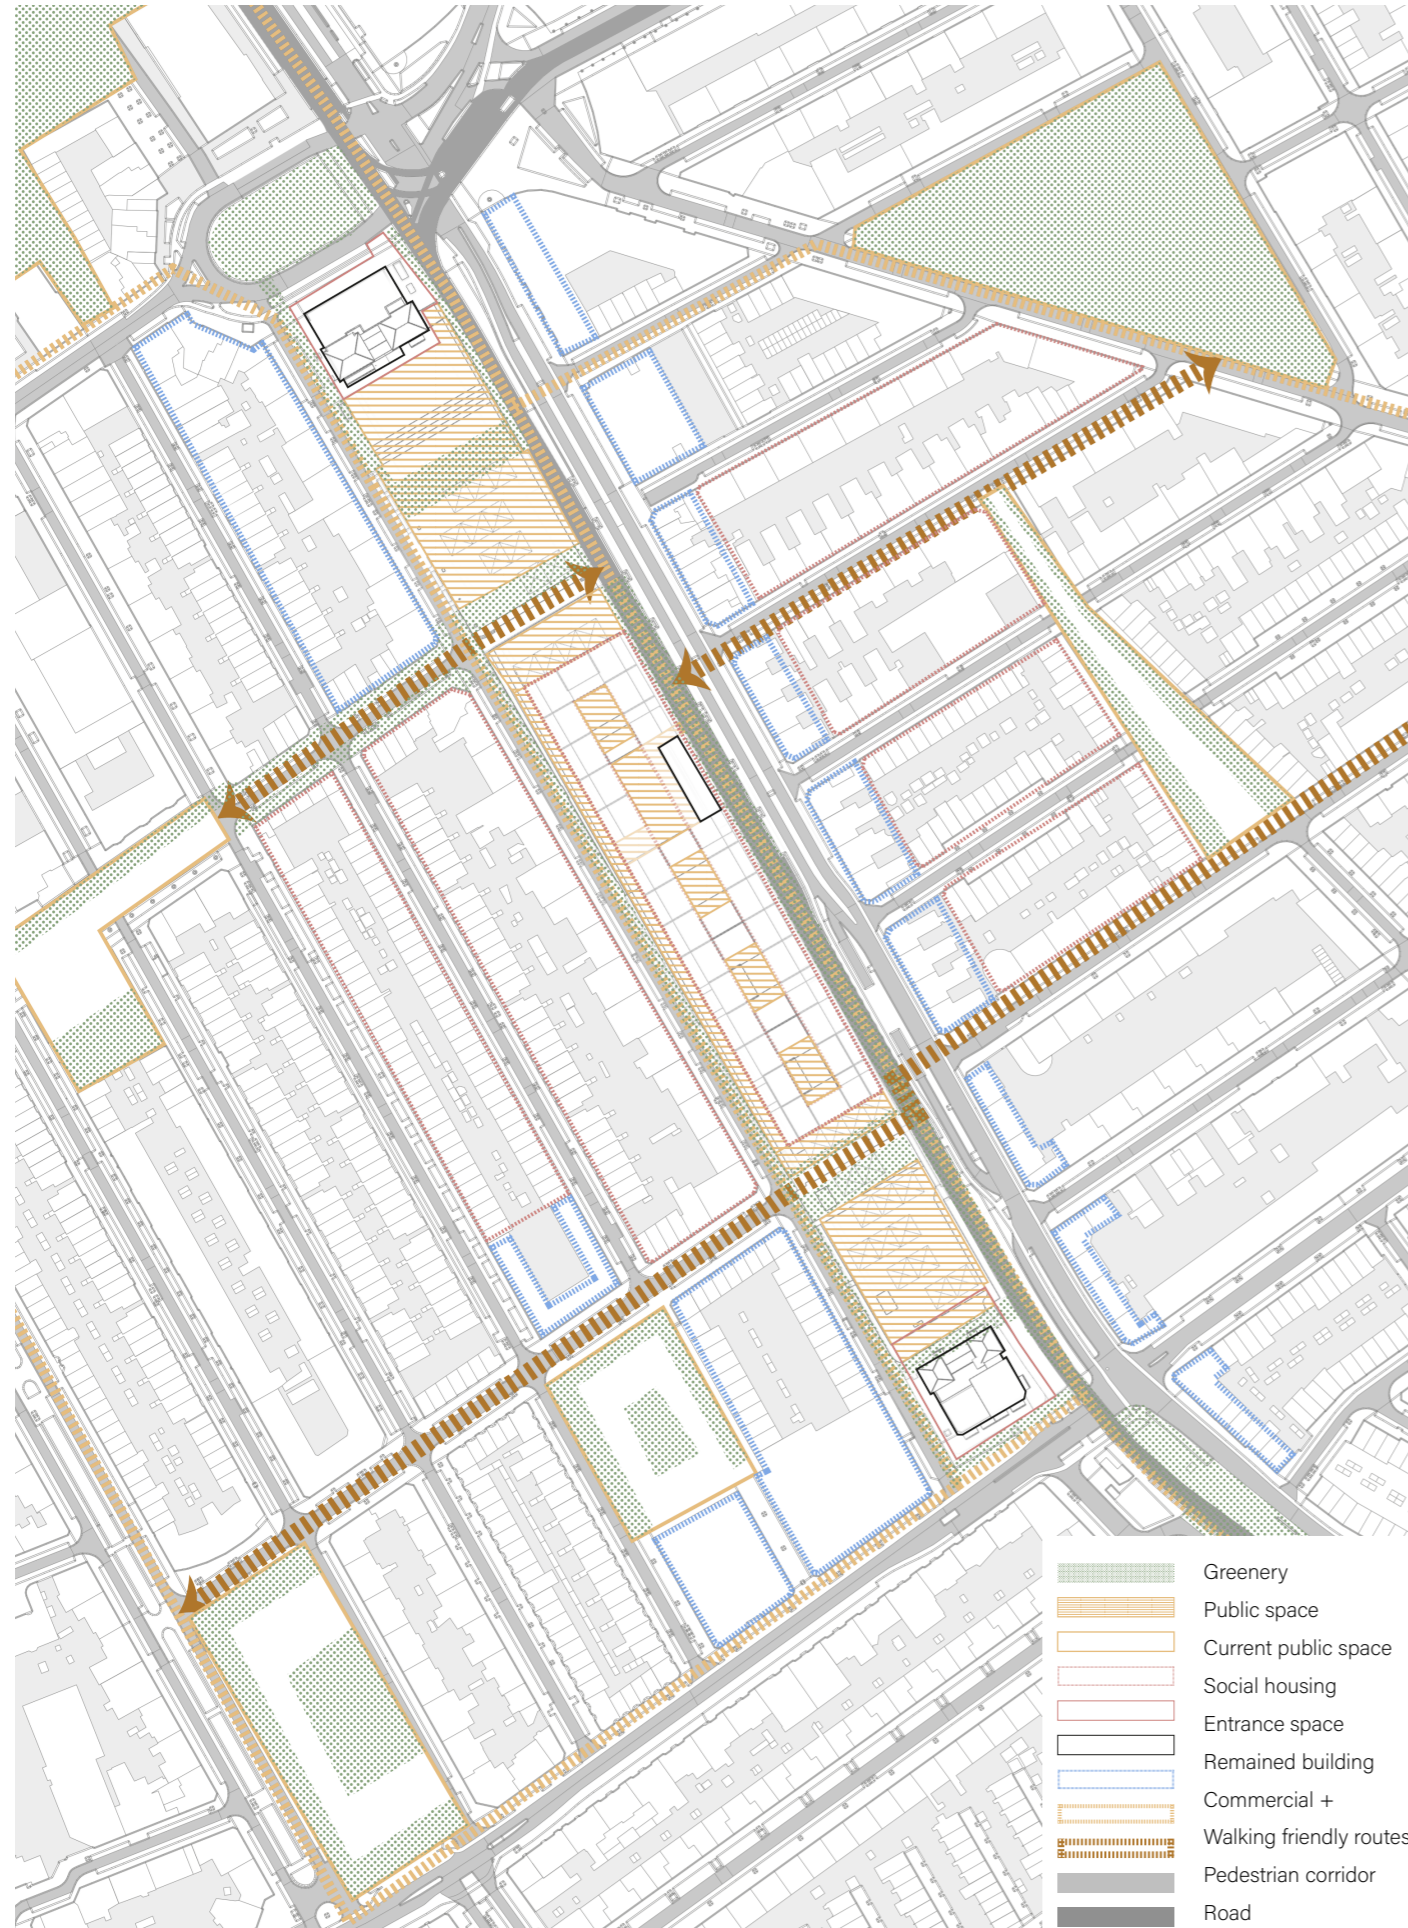 Greenery
Public space
Current public space
Social housing
Entrance space
Remained building
Commercial +
Walking friendly routes
Pedestrian corridor
Road